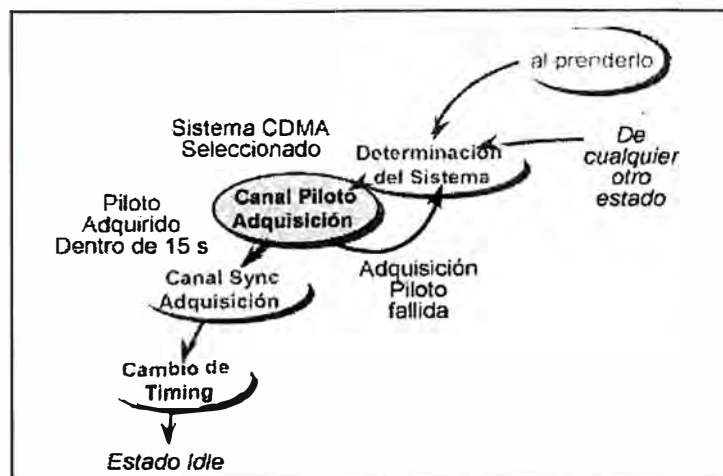 al prenderlo
Sistema CDMA
Seleccionado
Determinación
del Sistema
De
cualquier
otro
estado
Canal Piloto
Adquisición
Piloto
Adquirido
Dentro de 15 s
Canal Sync
Adquisición
Adquisición
Piloto
fallida
Cambio de
Timing
Estado Idle